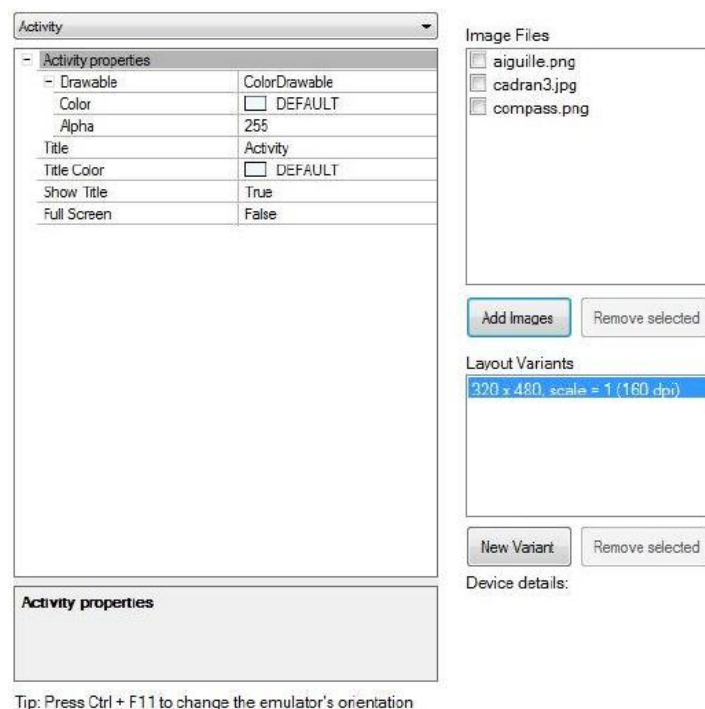 Activity
Activity properties
Drawable ColorDrawable
Color DEFAULT
Alpha 255
Title Activity
Title Color DEFAULT
Show Title True
Full Screen False
Activity properties
Tip: Press Ctrl + F11 to change the emulator's orientation
Image Files
aiguille.png
cadran3.jpg
compass.png
Add Images Remove selected
Layout Variants
320 x 480, scale = 1 (160 dpi)
New Variant Remove selected
Device details: